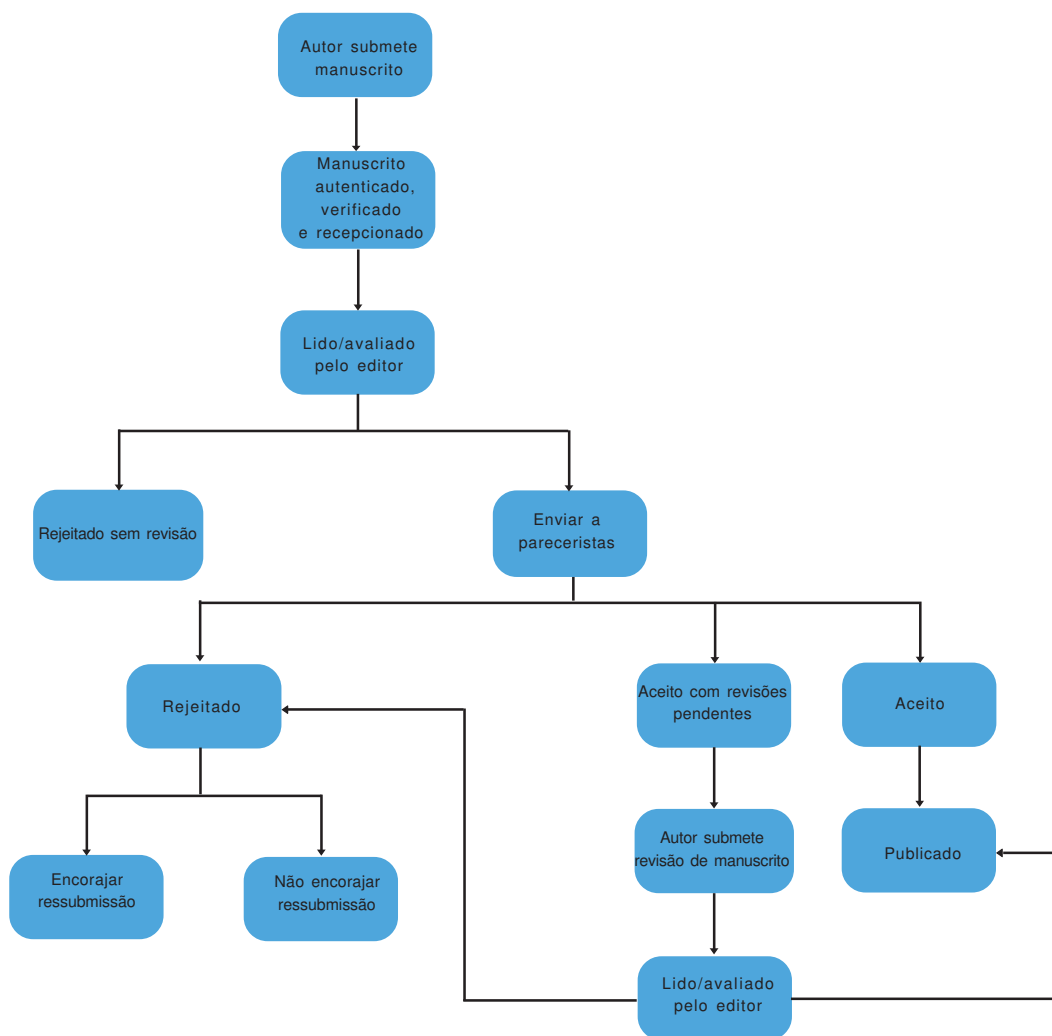 Autor submete
manuscrito
Manuscrito
autenticado,
verificado
e recepcionado
Lido/avaliado
pelo editor
Rejeitado sem revisão
Enviar a
pareceristas
Rejeitado
Aceito com revisões
pendentes
Aceito
Encorajar
ressubmissão
Não encorajar
ressubmissão
Autor submete
revisão de manuscrito
Publicado
Lido/avaliado
pelo editor